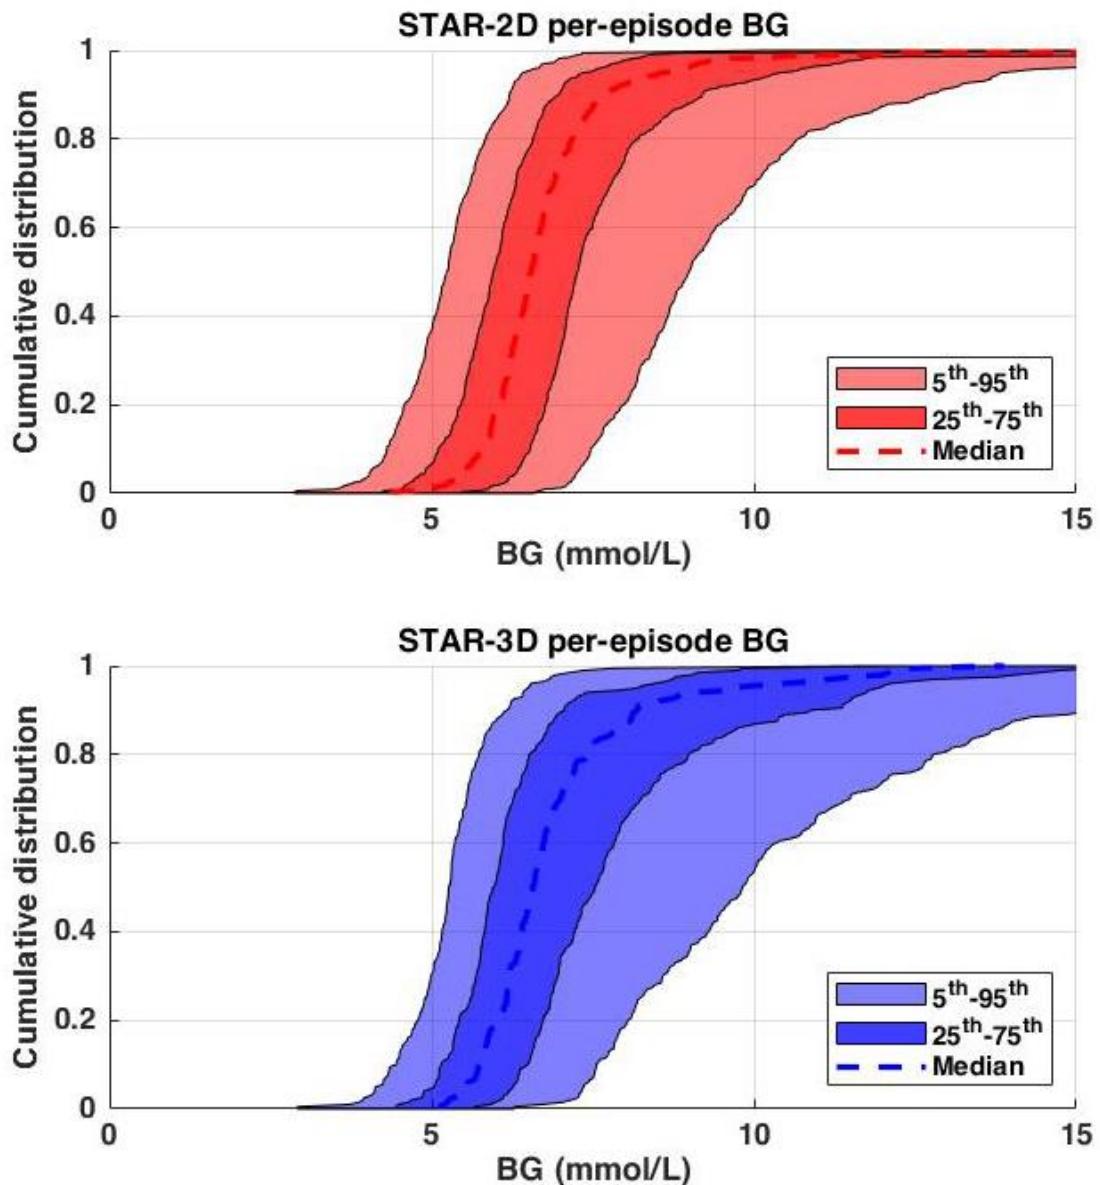 STAR-2D per-episode BG
1
0.8
0.6
0.4
0.2
0
Cumulative distribution
5th-95th
25th-75th
Median
0 5 10 15
BG (mmol/L)
STAR-3D per-episode BG
1
0.8
0.6
0.4
0.2
0
Cumulative distribution
5th-95th
25th-75th
Median
0 5 10 15
BG (mmol/L)